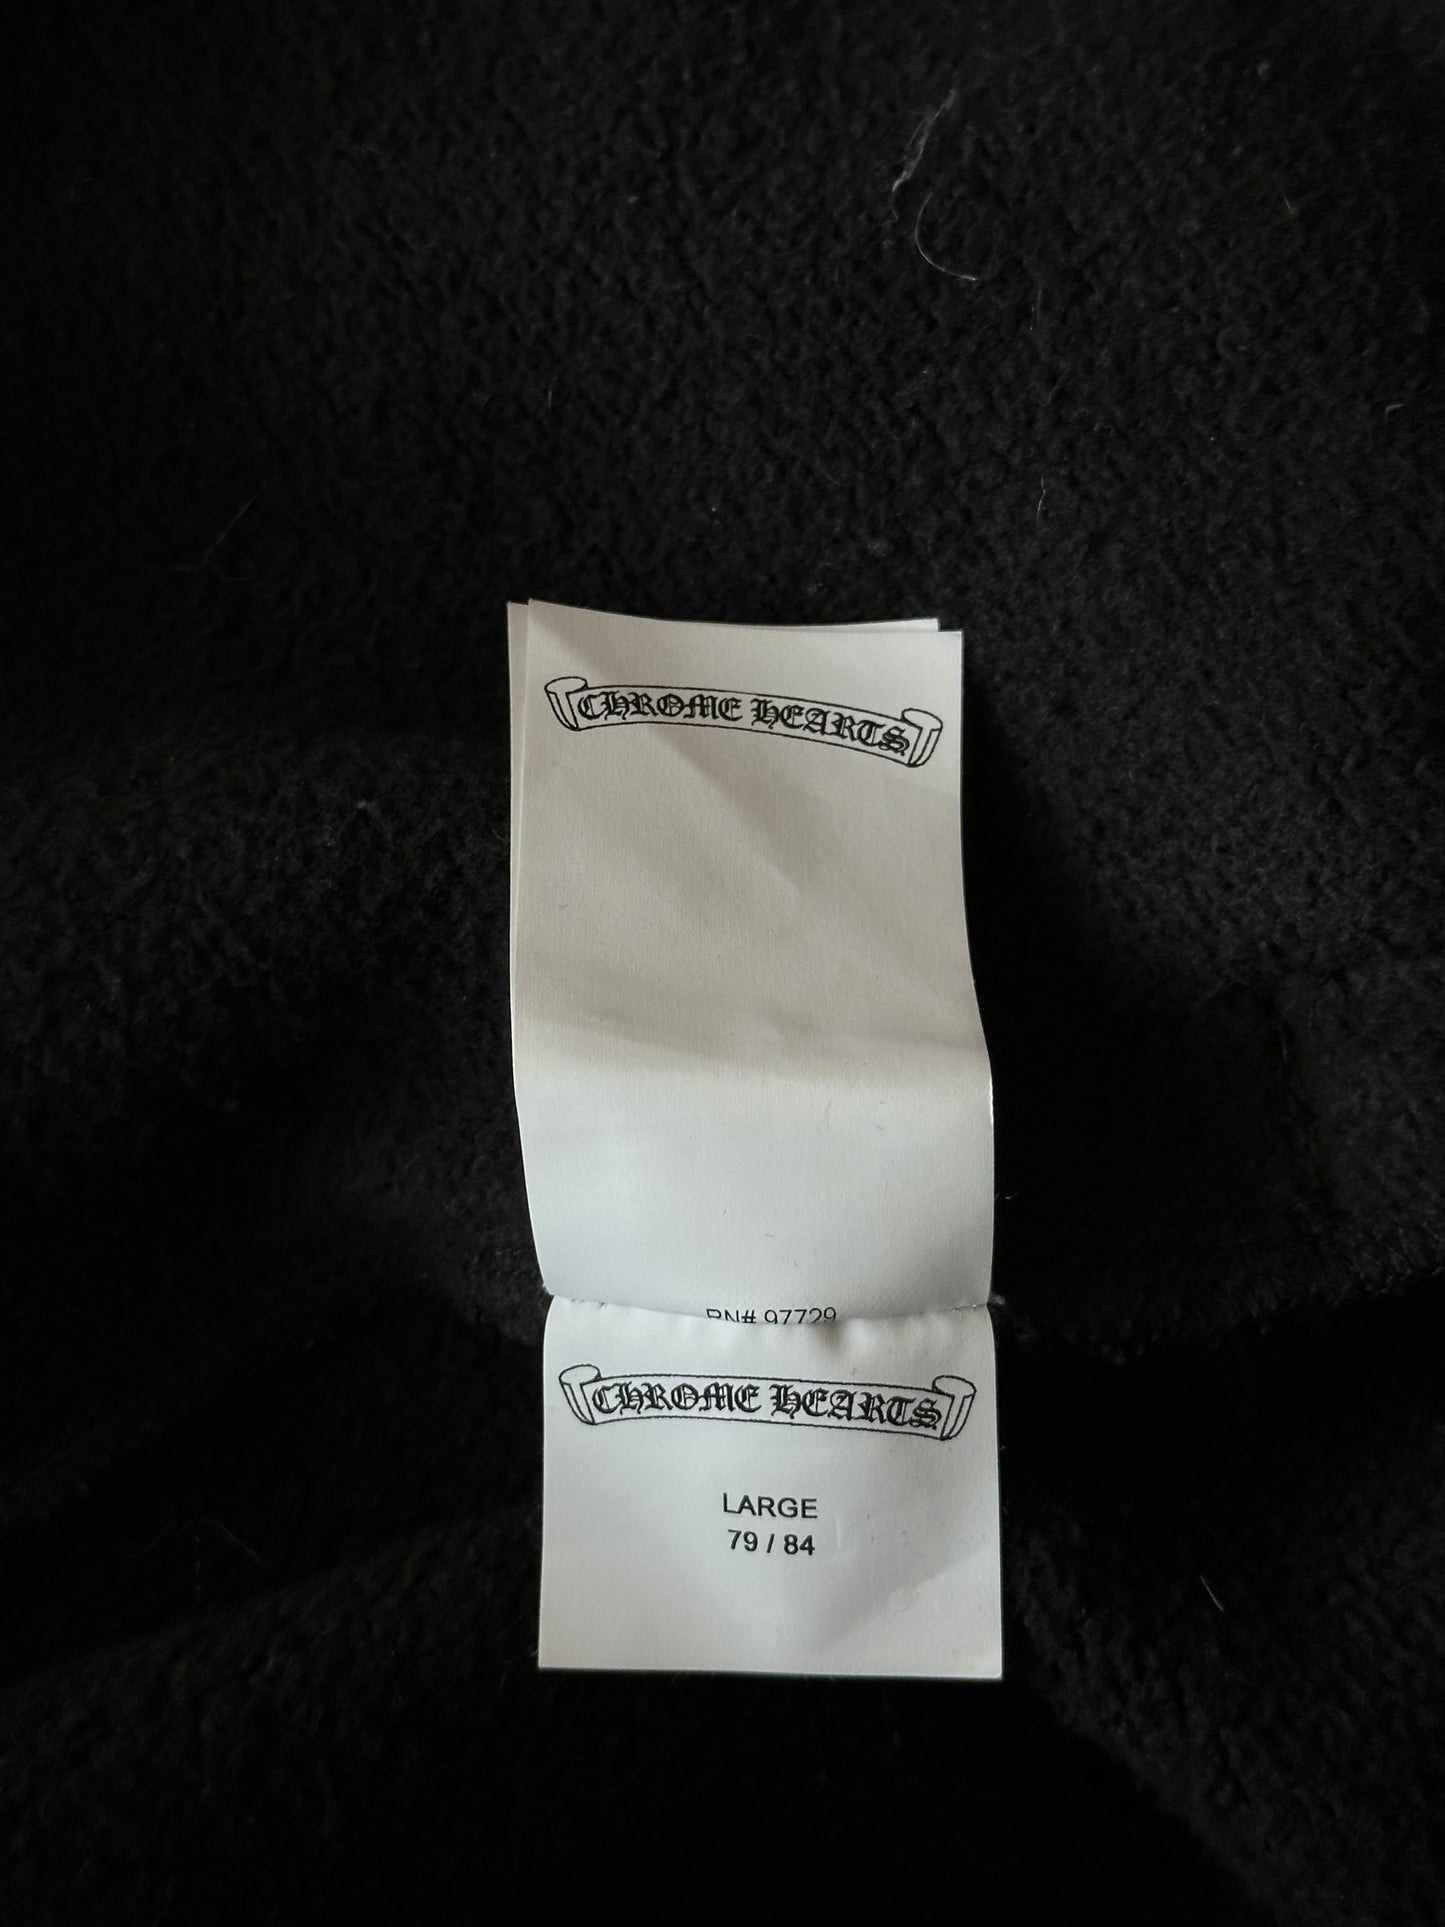 CHROME HEARTS
RN# 97729
CHROME HEARTS
LARGE
79 / 84